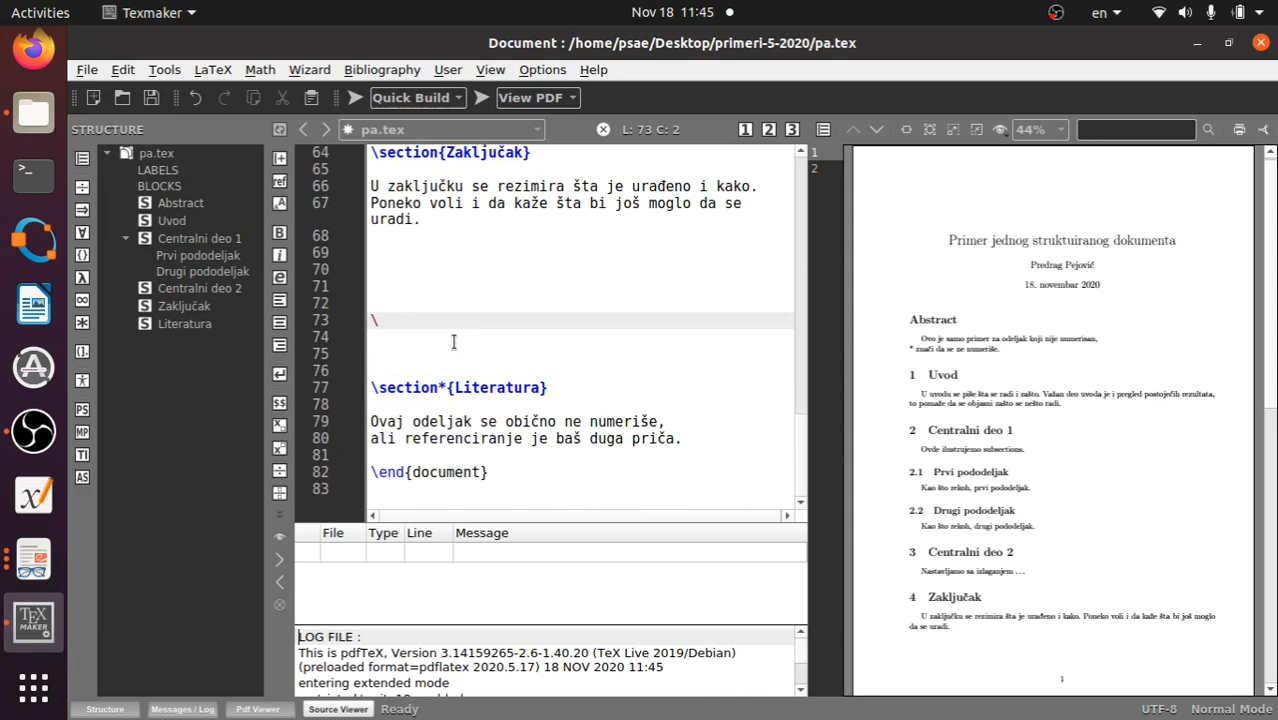 Activities Texmaker Nov 18 11:45 en
Document : /home/psae/Desktop/primeri-5-2020/pa.tex
File Edit Tools LaTeX Math Wizard Bibliography User View Options Help
Quick Build View PDF
STRUCTURE pa.tex L: 73 C: 2 1 2 3 44%
pa.tex
LABELS
BLOCKS
Abstract
Uvod
Centralni deo 1
Prvi pododeljak
Drugi pododeljak
Centralni deo 2
Zaključak
Literatura
ref
PS
MP
TI
AS
64 \section{Zaključak}
65
66 U zaključku se rezimira šta je urađeno i kako.
67 Poneko voli i da kaže šta bi još moglo da se
uradi.
68
69
70
71
72
73 \
74
75
76
77 \section*{Literatura}
78
79 Ovaj odeljak se obično ne numeriše,
80 ali referenciranje je baš duga priča.
81
82 \end{document}
83
File Type Line Message
LOG FILE :
This is pdfTeX, Version 3.14159265-2.6-1.40.20 (TeX Live 2019/Debian)
(preloaded format=pdflatex 2020.5.17) 18 NOV 2020 11:45
entering extended mode
1
2
Primer jednog struktuiranog dokumenta
Predrag Pejović
18. novembar 2020
Abstract
Ovo je samo primer za odeljak koji nije numerisan,
* znači da se ne numeriše.
1 Uvod
U uvodu se piše šta se radi i zašto. Važan deo uvoda je i pregled postojećih rezultata,
to pomaže da se objasni zašto se nešto radi.
2 Centralni deo 1
Ovde ilustrujemo subsections.
2.1 Prvi pododeljak
Kao što rekoh, prvi pododeljak.
2.2 Drugi pododeljak
Kao što rekoh, drugi pododeljak.
3 Centralni deo 2
Nastavljamo sa izlaganjem ...
4 Zaključak
U zaključku se rezimira šta je urađeno i kako. Poneko voli i da kaže šta bi još moglo
da se uradi.
1
TEX
MAKER
Structure Messages / Log Pdf Viewer Source Viewer Ready UTF-8 Normal Mode